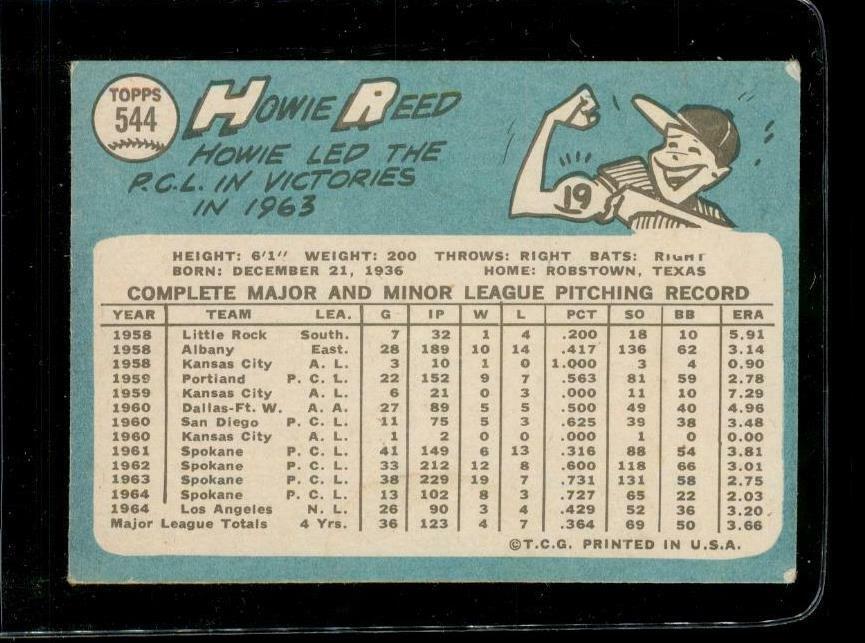 TOPPS
544
HOWIE REED
HOWIE LED THE
P.C.L. IN VICTORIES
IN 1963
19
HEIGHT: 6'1" WEIGHT: 200 THROWS: RIGHT BATS: RIGHT
BORN: DECEMBER 21, 1936 HOME: ROBSTOWN, TEXAS
COMPLETE MAJOR AND MINOR LEAGUE PITCHING RECORD
YEAR TEAM LEA. G IP W L PCT SO BB ERA
1958 Little Rock South. 7 32 1 4 .200 18 10 5.91
1958 Albany East. 28 189 10 14 .417 136 62 3.14
1958 Kansas City A. L. 3 10 1 0 1.000 3 4 0.90
1959 Portland P. C. L. 22 152 9 7 .563 81 59 2.78
1959 Kansas City A. L. 6 21 0 3 .000 11 10 7.29
1960 Dallas-Ft. W. A. A. 27 89 5 5 .500 49 40 4.96
1960 San Diego P. C. L. 11 75 5 3 .625 39 38 3.48
1960 Kansas City A. L. 1 2 0 0 .000 1 0 0.00
1961 Spokane P. C. L. 41 149 6 13 .316 88 54 3.81
1962 Spokane P. C. L. 33 212 12 8 .600 118 66 3.01
1963 Spokane P. C. L. 38 229 19 7 .731 131 58 2.75
1964 Spokane P. C. L. 13 102 8 3 .727 65 22 2.03
1964 Los Angeles N. L. 26 90 3 4 .429 52 36 3.20
Major League Totals 4 Yrs. 36 123 4 7 .364 69 50 3.66
©T.C.G. PRINTED IN U.S.A.